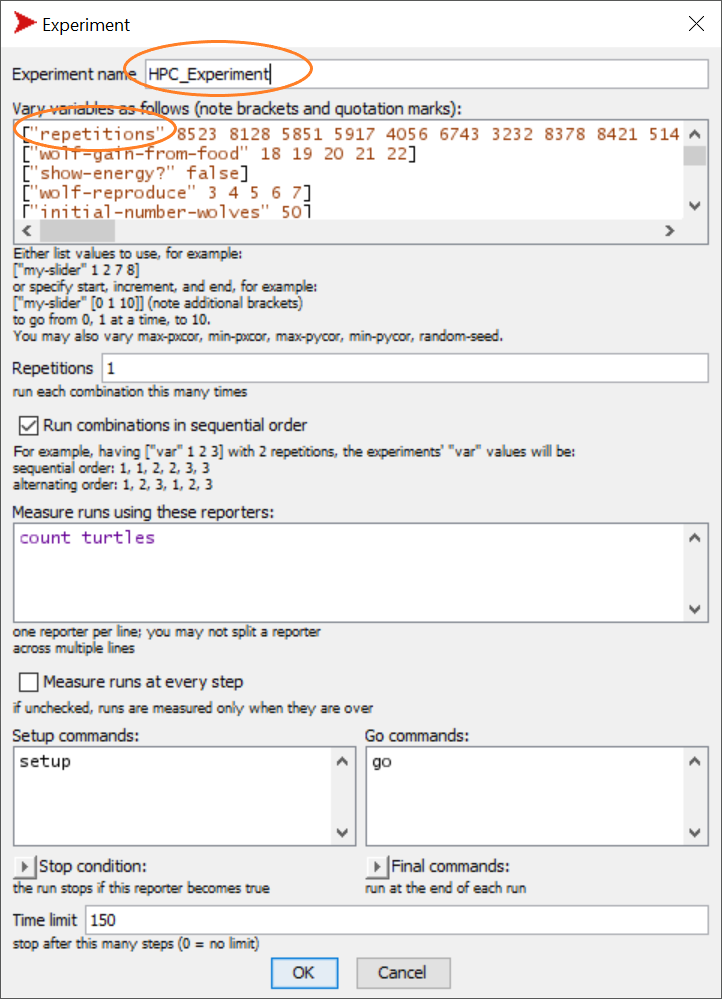 Experiment
Experiment name HPC_Experiment
Vary variables as follows (note brackets and quotation marks):
["repetitions" 8523 8128 5851 5917 4056 6743 3232 8378 8421 514
["wolf-gain-from-food" 18 19 20 21 22]
["show-energy?" false]
["wolf-reproduce" 3 4 5 6 7]
["initial-number-wolves" 50]
Either list values to use, for example:
["my-slider" 1 2 7 8]
or specify start, increment, and end, for example:
["my-slider" [0 1 10]] (note additional brackets)
to go from 0, 1 at a time, to 10.
You may also vary max-pxcor, min-pxcor, max-pycor, min-pycor, random-seed.
Repetitions 1
run each combination this many times
Run combinations in sequential order
For example, having ["var" 1 2 3] with 2 repetitions, the experiments' "var" values will be:
sequential order: 1, 1, 2, 2, 3, 3
alternating order: 1, 2, 3, 1, 2, 3
Measure runs using these reporters:
count turtles
one reporter per line; you may not split a reporter
across multiple lines
Measure runs at every step
if unchecked, runs are measured only when they are over
Setup commands: Go commands:
setup go
Stop condition: Final commands:
the run stops if this reporter becomes true run at the end of each run
Time limit 150
stop after this many steps (0 = no limit)
OK Cancel